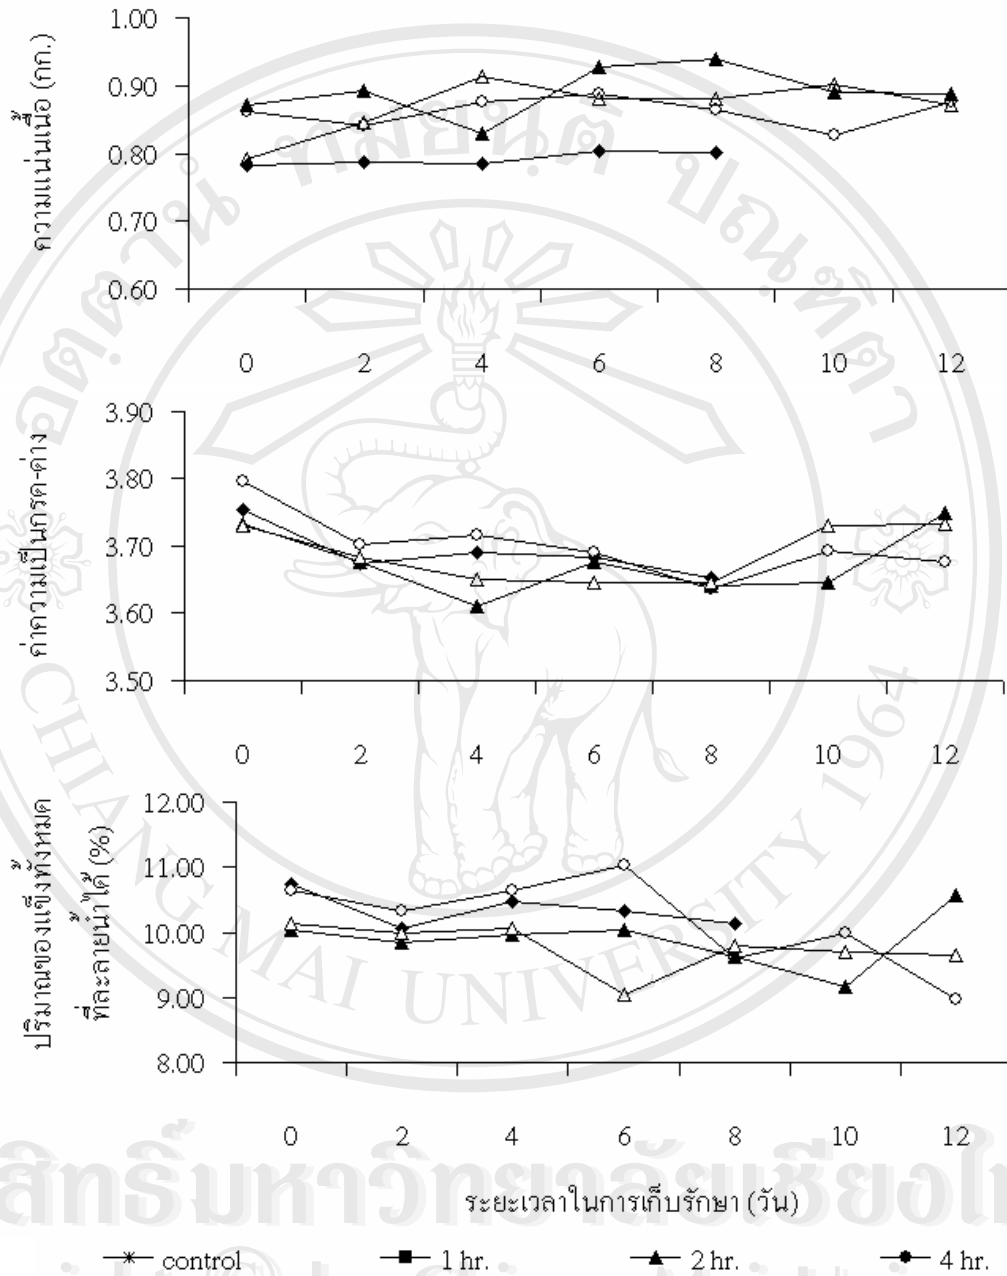 1.00
0.90
0.80
0.70
0.60
ความแน่นเนื้อ (กก.)
0 2 4 6 8 10 12
3.90
3.80
3.70
3.60
3.50
ค่าความเป็นกรด-ด่าง
0 2 4 6 8 10 12
12.00
11.00
10.00
9.00
8.00
ปริมาณของแข็งทั้งหมด
ที่ละลายน้ำได้ (%)
0 2 4 6 8 10 12
ระยะเวลาในการเก็บรักษา (วัน)
control 1 hr. 2 hr. 4 hr.
CHIANG MAI UNIVERSITY 1964